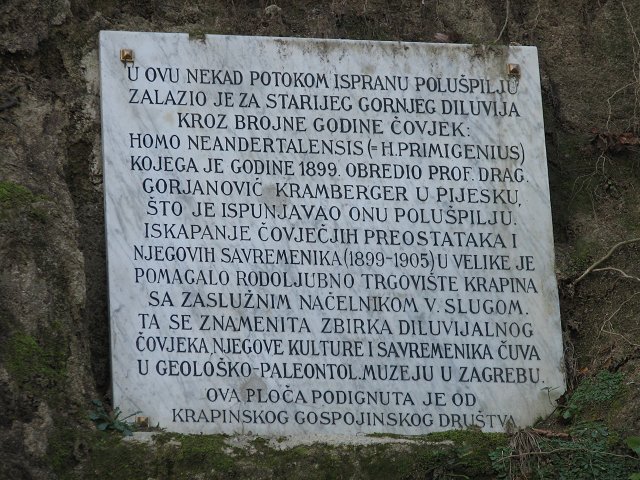 U OVU NEKAD POTOKOM ISPRANU POLUŠPILJU
ZALAZIO JE ZA STARIJEG GORNJEG DILUVIJA
KROZ BROJNE GODINE ČOVJEK:
HOMO NEANDERTALENSIS (=H.PRIMIGENIUS)
KOJEGA JE GODINE 1899. OBREDIO PROF. DRAG.
GORJANOVIČ KRAMBERGER U PIJESKU,
ŠTO JE ISPUNJAVAO ONU POLUŠPILJU.
ISKAPANJE ČOVJEČJIH PREOSTATAKA I
NJEGOVIH SAVREMENIKA (1899-1905) U VELIKE JE
POMAGALO RODOLJUBNO TRGOVIŠTE KRAPINA
SA ZASLUŽNIM NAČELNIKOM V. SLUGOM.
TA SE ZNAMENITA ZBIRKA DILUVIJALNOG
ČOVJEKA, NJEGOVE KULTURE I SAVREMENIKA ČUVA
U GEOLOŠKO-PALEONTOL. MUZEJU U ZAGREBU.
OVA PLOČA PODIGNUTA JE OD
KRAPINSKOG GOSPOJINSKOG DRUŠTVA